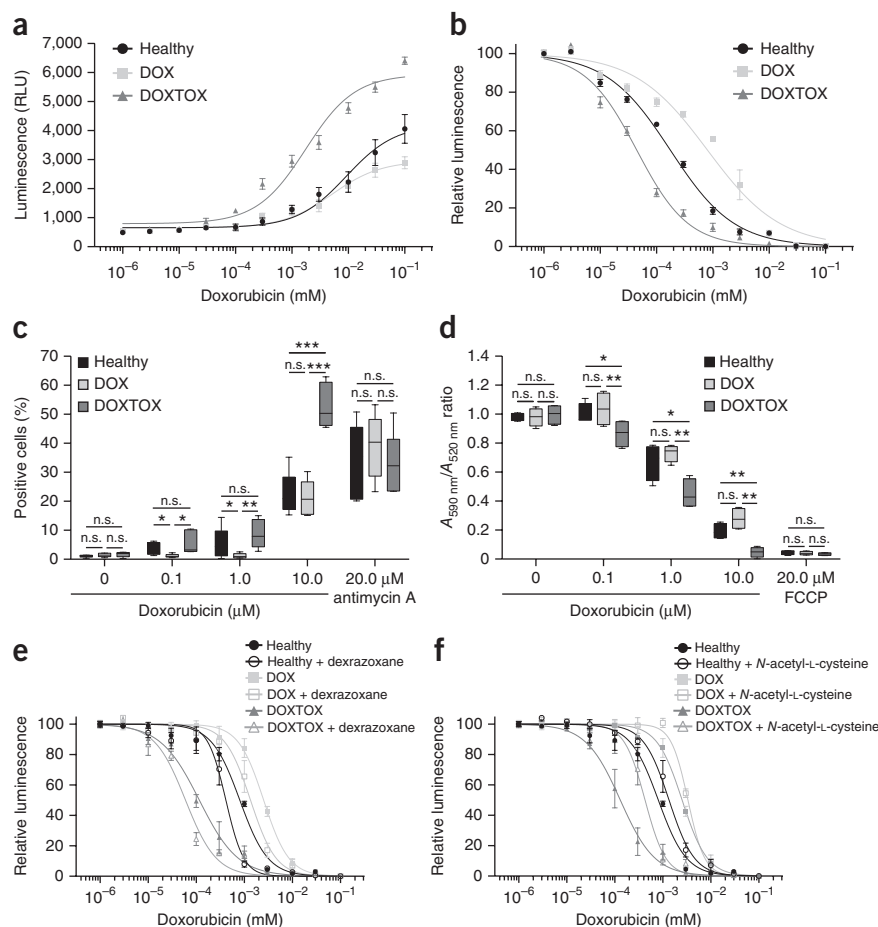 a
Healthy
DOX
DOXTOX
7,000
6,000
5,000
4,000
3,000
2,000
1,000
0
Luminescence (RLU)
10⁻⁶ 10⁻⁵ 10⁻⁴ 10⁻³ 10⁻² 10⁻¹
Doxorubicin (mM)
b
Healthy
DOX
DOXTOX
100
80
60
40
20
0
Relative luminescence
10⁻⁶ 10⁻⁵ 10⁻⁴ 10⁻³ 10⁻² 10⁻¹
Doxorubicin (mM)
c
Healthy
DOX
DOXTOX
70
60
50
40
30
20
10
0
Positive cells (%)
n.s.
n.s. n.s.
n.s.
* *
n.s.
* **
***
n.s. ***
n.s.
n.s. n.s.
0 0.1 1.0 10.0 20.0 μM
antimycin A
Doxorubicin (μM)
d
Healthy
DOX
DOXTOX
1.4
1.2
1.0
0.8
0.6
0.4
0.2
0
A590 nm/A520 nm ratio
n.s.
n.s. n.s.
*
n.s. **
*
n.s. **
**
n.s. **
n.s.
n.s. n.s.
0 0.1 1.0 10.0 20.0 μM
FCCP
Doxorubicin (μM)
e
Healthy
Healthy + dexrazoxane
DOX
DOX + dexrazoxane
DOXTOX
DOXTOX + dexrazoxane
100
80
60
40
20
0
Relative luminescence
10⁻⁶ 10⁻⁵ 10⁻⁴ 10⁻³ 10⁻² 10⁻¹
Doxorubicin (mM)
f
Healthy
Healthy + N-acetyl-L-cysteine
DOX
DOX + N-acetyl-L-cysteine
DOXTOX
DOXTOX + N-acetyl-L-cysteine
100
80
60
40
20
0
Relative luminescence
10⁻⁶ 10⁻⁵ 10⁻⁴ 10⁻³ 10⁻² 10⁻¹
Doxorubicin (mM)